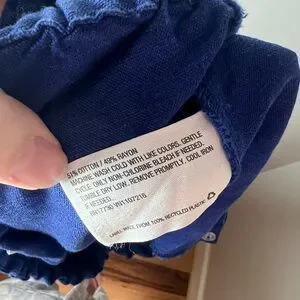 51% COTTON / 49% RAYON
MACHINE WASH COLD WITH LIKE COLORS. GENTLE
CYCLE ONLY NON-CHLORINE BLEACH IF NEEDED.
TUMBLE DRY LOW. REMOVE PROMPTLY. COOL IRON
IF NEEDED.
LABEL MADE FROM 100% RECYCLED PLASTIC